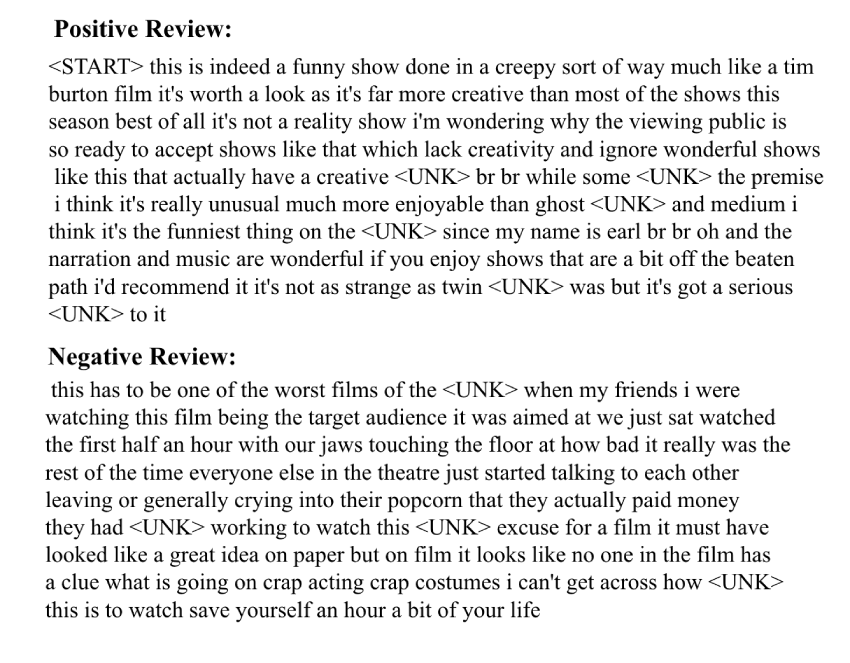 Positive Review:
<START> this is indeed a funny show done in a creepy sort of way much like a tim
burton film it's worth a look as it's far more creative than most of the shows this
season best of all it's not a reality show i'm wondering why the viewing public is
so ready to accept shows like that which lack creativity and ignore wonderful shows
like this that actually have a creative <UNK> br br while some <UNK> the premise
i think it's really unusual much more enjoyable than ghost <UNK> and medium i
think it's the funniest thing on the <UNK> since my name is earl br br oh and the
narration and music are wonderful if you enjoy shows that are a bit off the beaten
path i'd recommend it it's not as strange as twin <UNK> was but it's got a serious
<UNK> to it
Negative Review:
this has to be one of the worst films of the <UNK> when my friends i were
watching this film being the target audience it was aimed at we just sat watched
the first half an hour with our jaws touching the floor at how bad it really was the
rest of the time everyone else in the theatre just started talking to each other
leaving or generally crying into their popcorn that they actually paid money
they had <UNK> working to watch this <UNK> excuse for a film it must have
looked like a great idea on paper but on film it looks like no one in the film has
a clue what is going on crap acting crap costumes i can't get across how <UNK>
this is to watch save yourself an hour a bit of your life